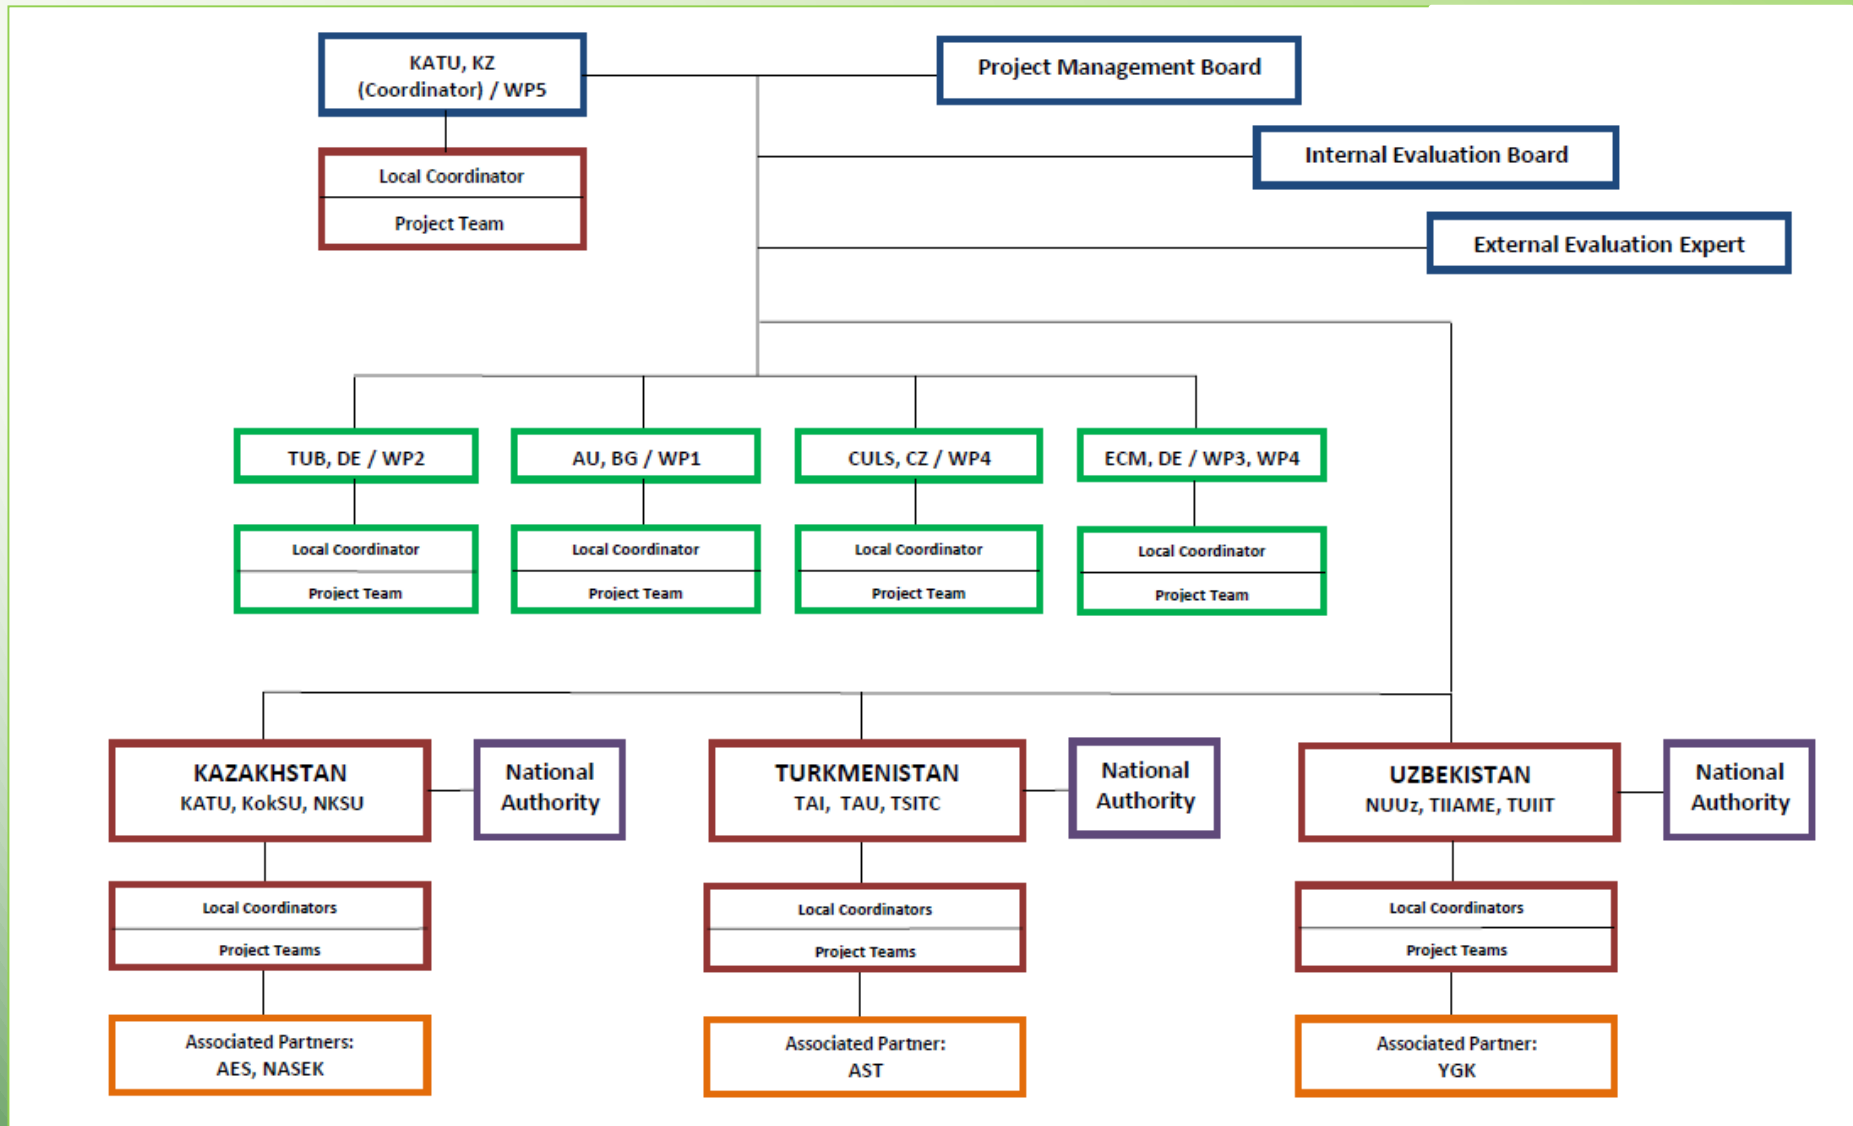 KATU, KZ
(Coordinator) / WP5
Project Management Board
Local Coordinator
Project Team
Internal Evaluation Board
External Evaluation Expert
TUB, DE / WP2
AU, BG / WP1
CULS, CZ / WP4
ECM, DE / WP3, WP4
Local Coordinator
Project Team
Local Coordinator
Project Team
Local Coordinator
Project Team
Local Coordinator
Project Team
KAZAKHSTAN
KATU, KokSU, NKSU
National
Authority
TURKMENISTAN
TAI, TAU, TSITC
National
Authority
UZBEKISTAN
NUUz, TIIAME, TUIIT
National
Authority
Local Coordinators
Project Teams
Local Coordinators
Project Teams
Local Coordinators
Project Teams
Associated Partners:
AES, NASEK
Associated Partner:
AST
Associated Partner:
YGK